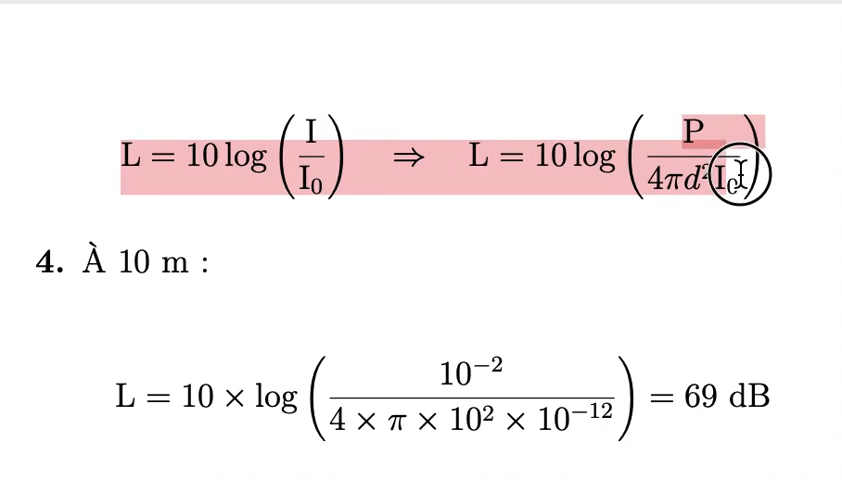 L = 10 log (I / I₀) ⇒ L = 10 log (P / 4πd²I₀)
4. À 10 m :
L = 10 × log (10⁻² / 4 × π × 10² × 10⁻¹²) = 69 dB